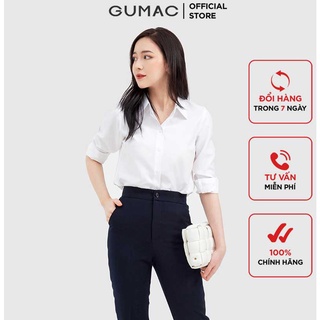 GUMAC
OFFICIAL
STORE
ĐỔI HÀNG
TRONG 7 NGÀY
TƯ VẤN
MIỄN PHÍ
100%
CHÍNH HÃNG